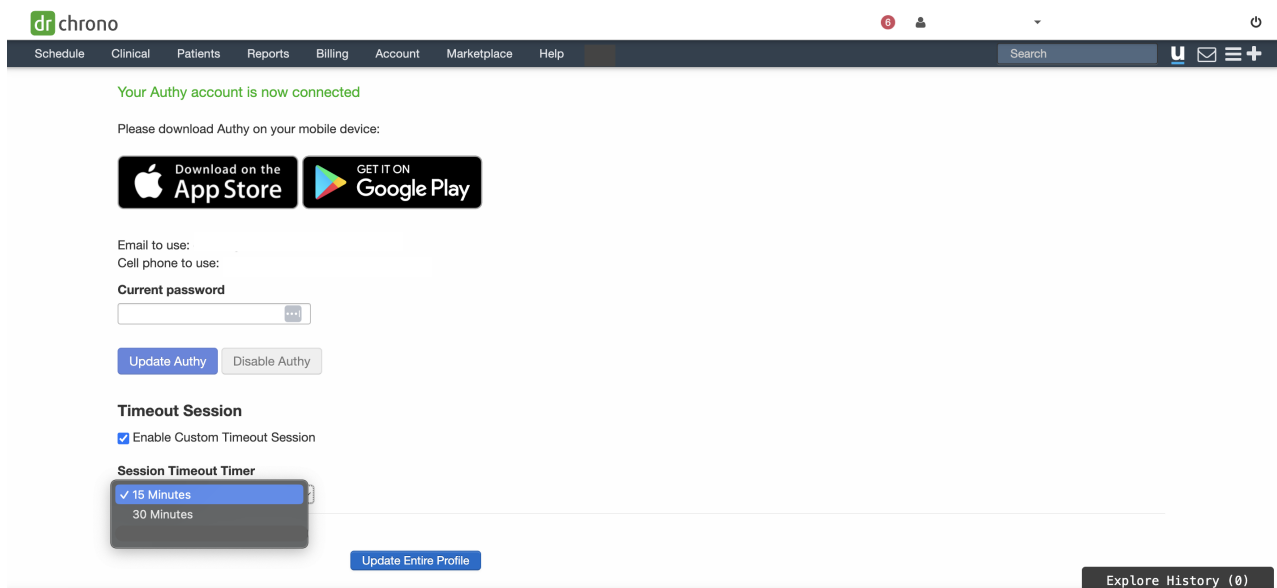 dr chrono
6
Schedule Clinical Patients Reports Billing Account Marketplace Help Search u
Your Authy account is now connected
Please download Authy on your mobile device:
Download on the App Store
GET IT ON Google Play
Email to use:
Cell phone to use:
Current password
Update Authy Disable Authy
Timeout Session
Enable Custom Timeout Session
Session Timeout Timer
✓ 15 Minutes
30 Minutes
Update Entire Profile
Explore History (0)